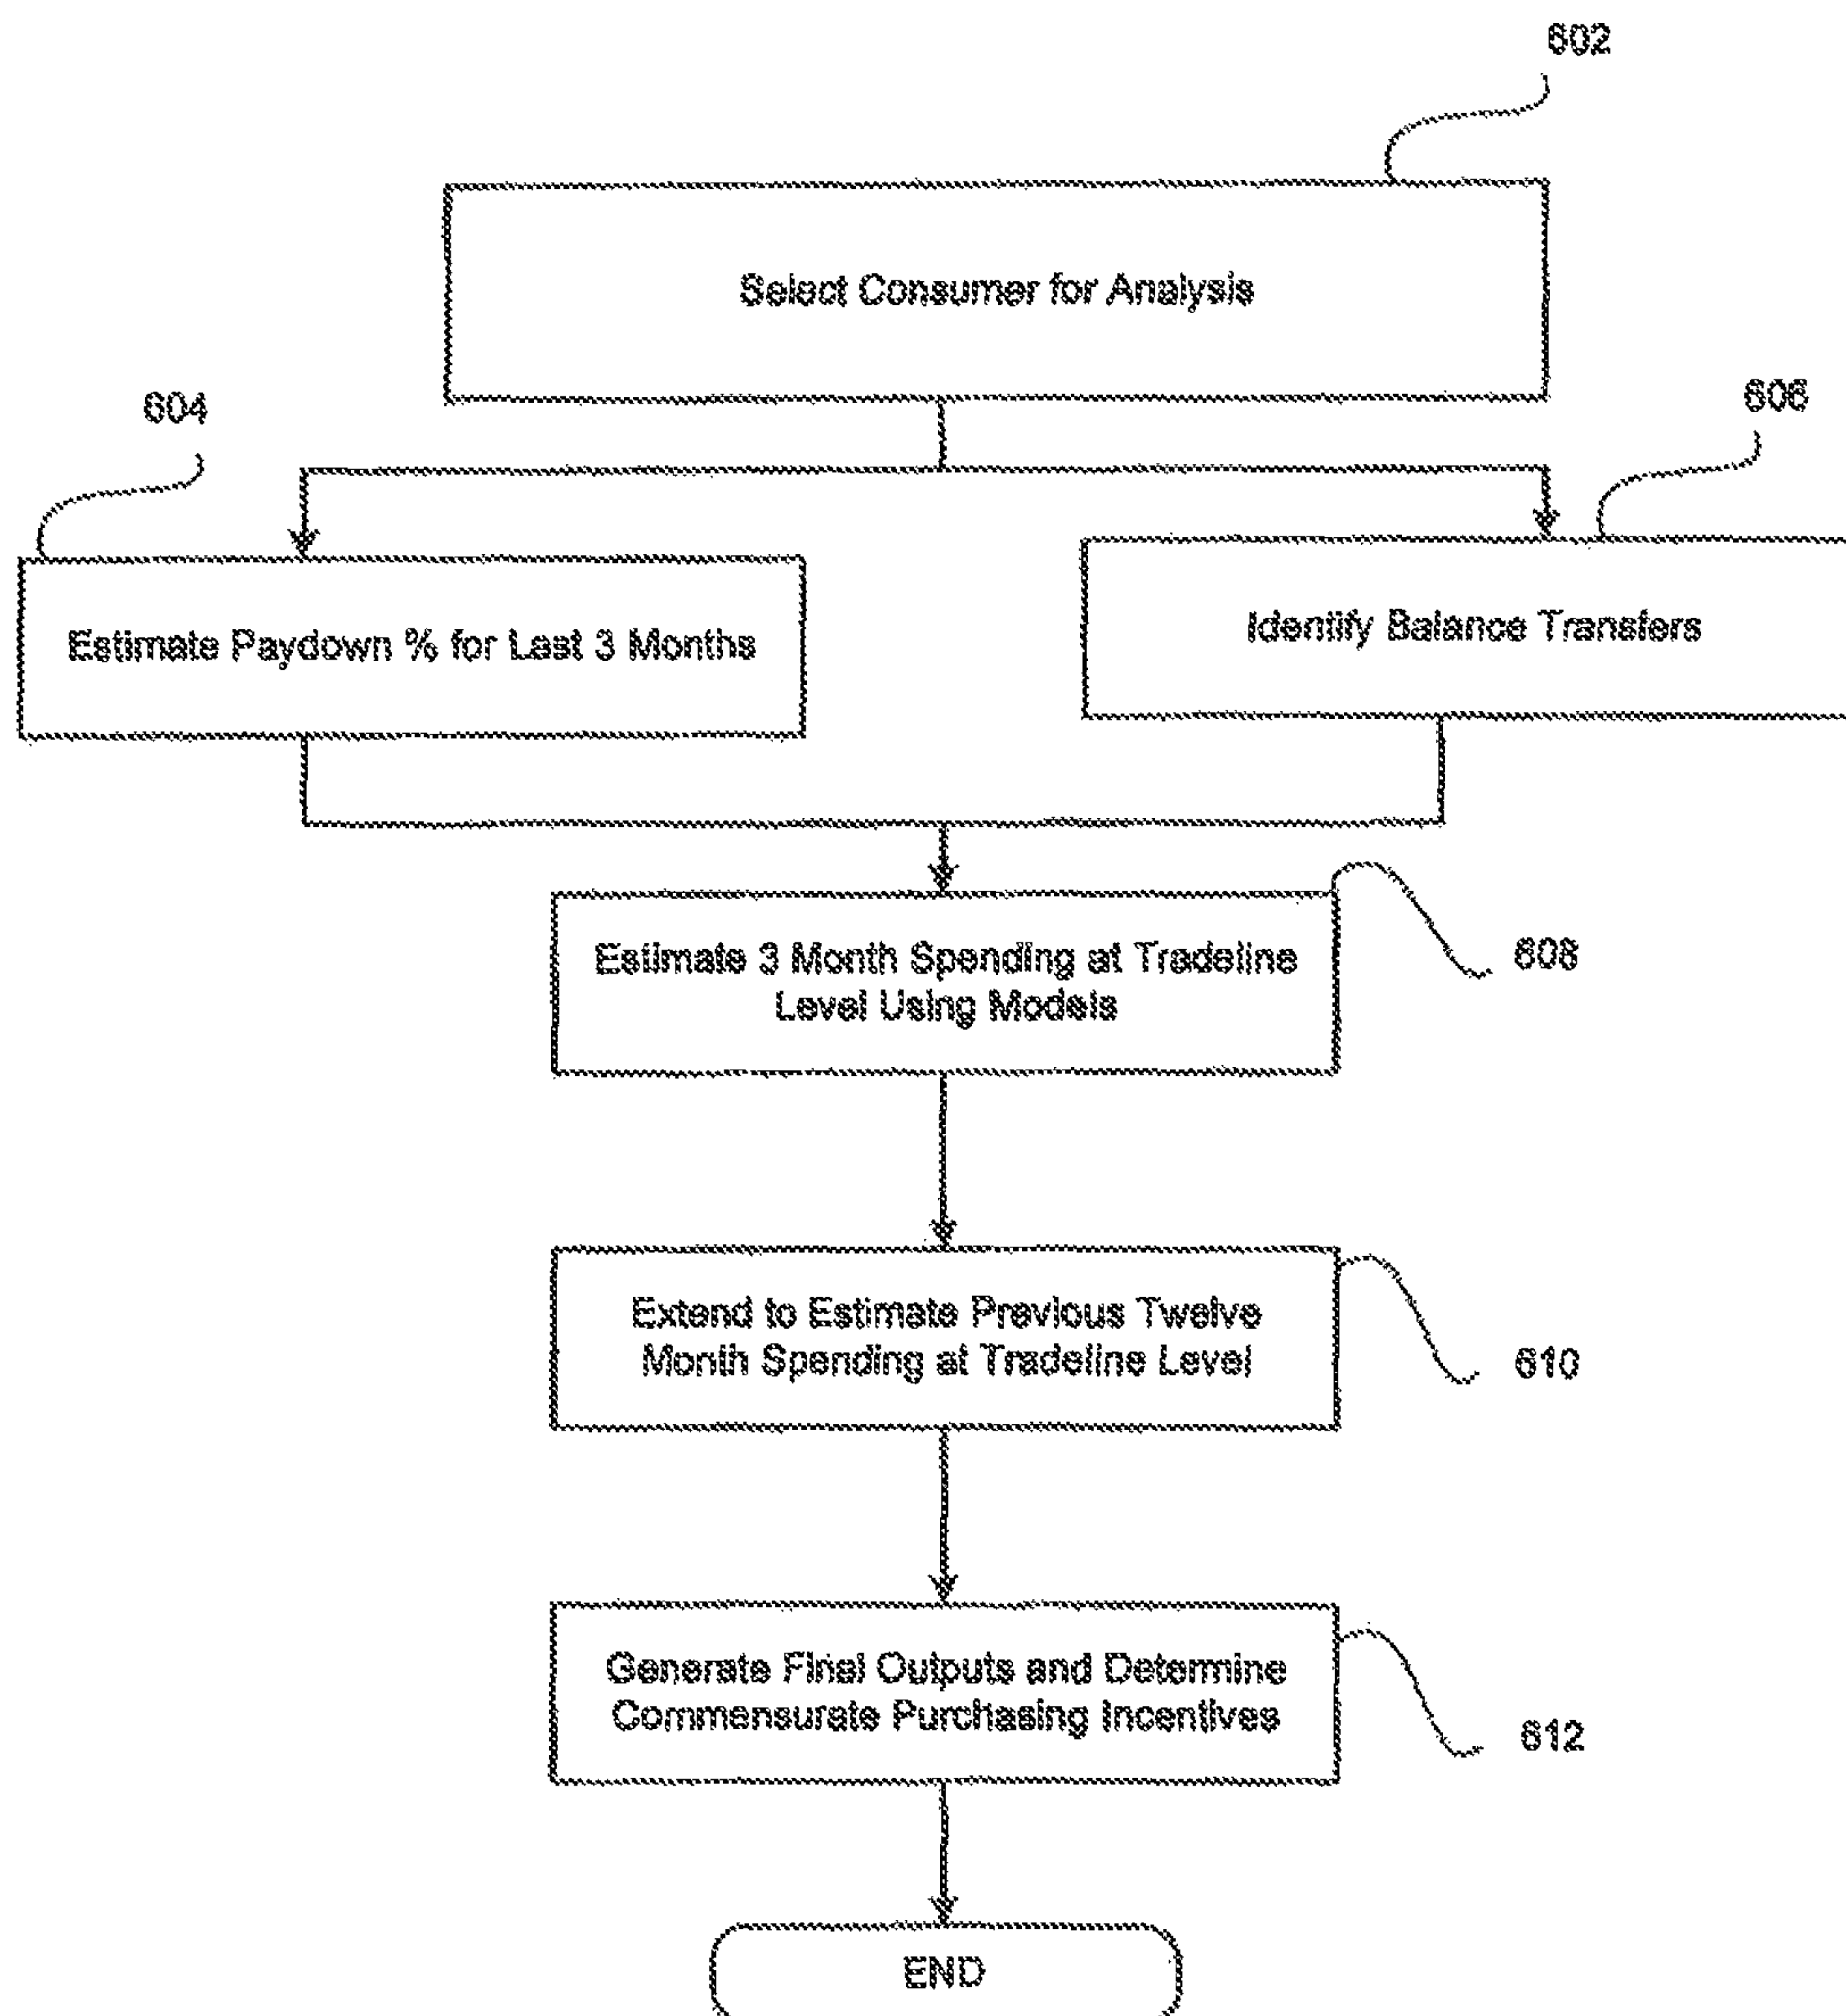 602
Select Consumer for Analysis
604
606
Estimate Paydown % for Last 3 Months
Identify Balance Transfers
Estimate 3 Month Spending at Tradeline
Level Using Models
608
Extend to Estimate Previous Twelve
Month Spending at Tradeline Level
610
Generate Final Outputs and Determine
Commensurate Purchasing Incentives
612
END